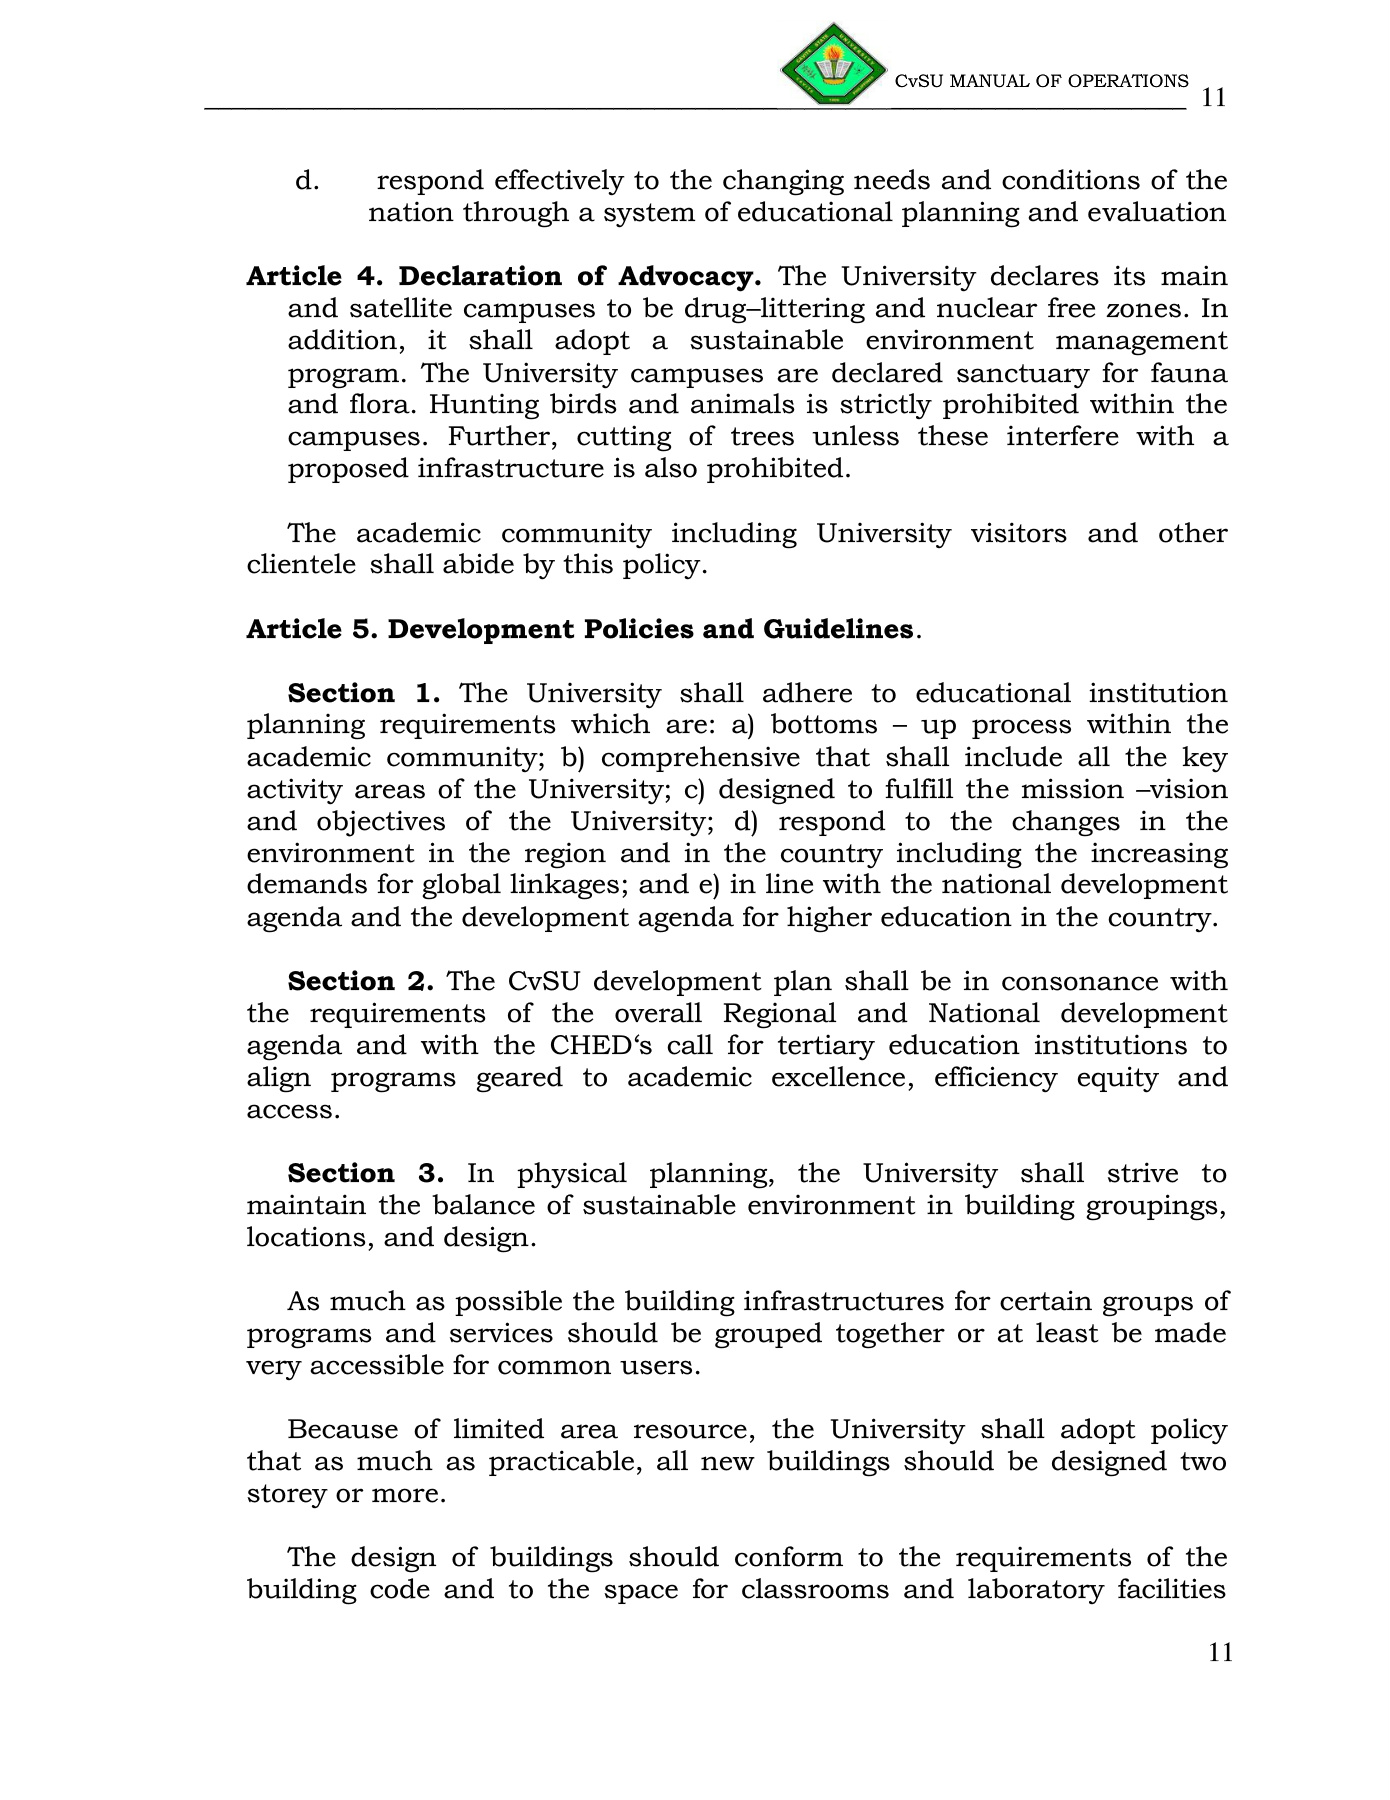 CvSU MANUAL OF OPERATIONS 11
d. respond effectively to the changing needs and conditions of the
nation through a system of educational planning and evaluation
Article 4. Declaration of Advocacy. The University declares its main
and satellite campuses to be drug–littering and nuclear free zones. In
addition, it shall adopt a sustainable environment management
program. The University campuses are declared sanctuary for fauna
and flora. Hunting birds and animals is strictly prohibited within the
campuses. Further, cutting of trees unless these interfere with a
proposed infrastructure is also prohibited.
The academic community including University visitors and other
clientele shall abide by this policy.
Article 5. Development Policies and Guidelines.
Section 1. The University shall adhere to educational institution
planning requirements which are: a) bottoms – up process within the
academic community; b) comprehensive that shall include all the key
activity areas of the University; c) designed to fulfill the mission –vision
and objectives of the University; d) respond to the changes in the
environment in the region and in the country including the increasing
demands for global linkages; and e) in line with the national development
agenda and the development agenda for higher education in the country.
Section 2. The CvSU development plan shall be in consonance with
the requirements of the overall Regional and National development
agenda and with the CHED‘s call for tertiary education institutions to
align programs geared to academic excellence, efficiency equity and
access.
Section 3. In physical planning, the University shall strive to
maintain the balance of sustainable environment in building groupings,
locations, and design.
As much as possible the building infrastructures for certain groups of
programs and services should be grouped together or at least be made
very accessible for common users.
Because of limited area resource, the University shall adopt policy
that as much as practicable, all new buildings should be designed two
storey or more.
The design of buildings should conform to the requirements of the
building code and to the space for classrooms and laboratory facilities
11